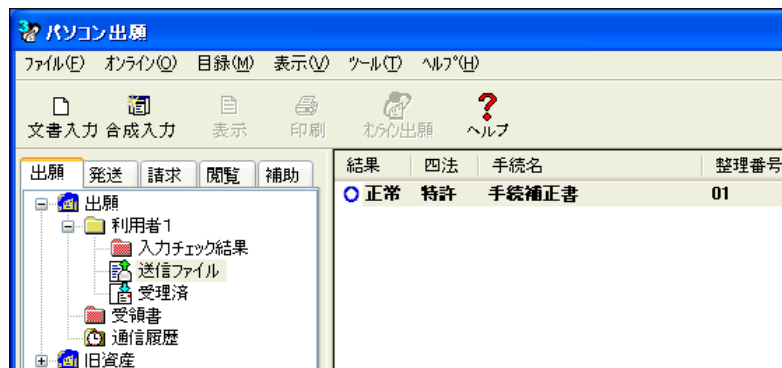 パソコン出願
ファイル(F) オンライン(O) 目録(M) 表示(V) ツール(T) ヘルプ(H)
文書入力 合成入力 表示 印刷 オンライン出願 ヘルプ
出願 発送 請求 閲覧 補助
結果 四法 手続名 整理番号
正常 特許 手続補正書 01
出願
利用者1
入力チェック結果
送信ファイル
受理済
受領書
通信履歴
旧資産